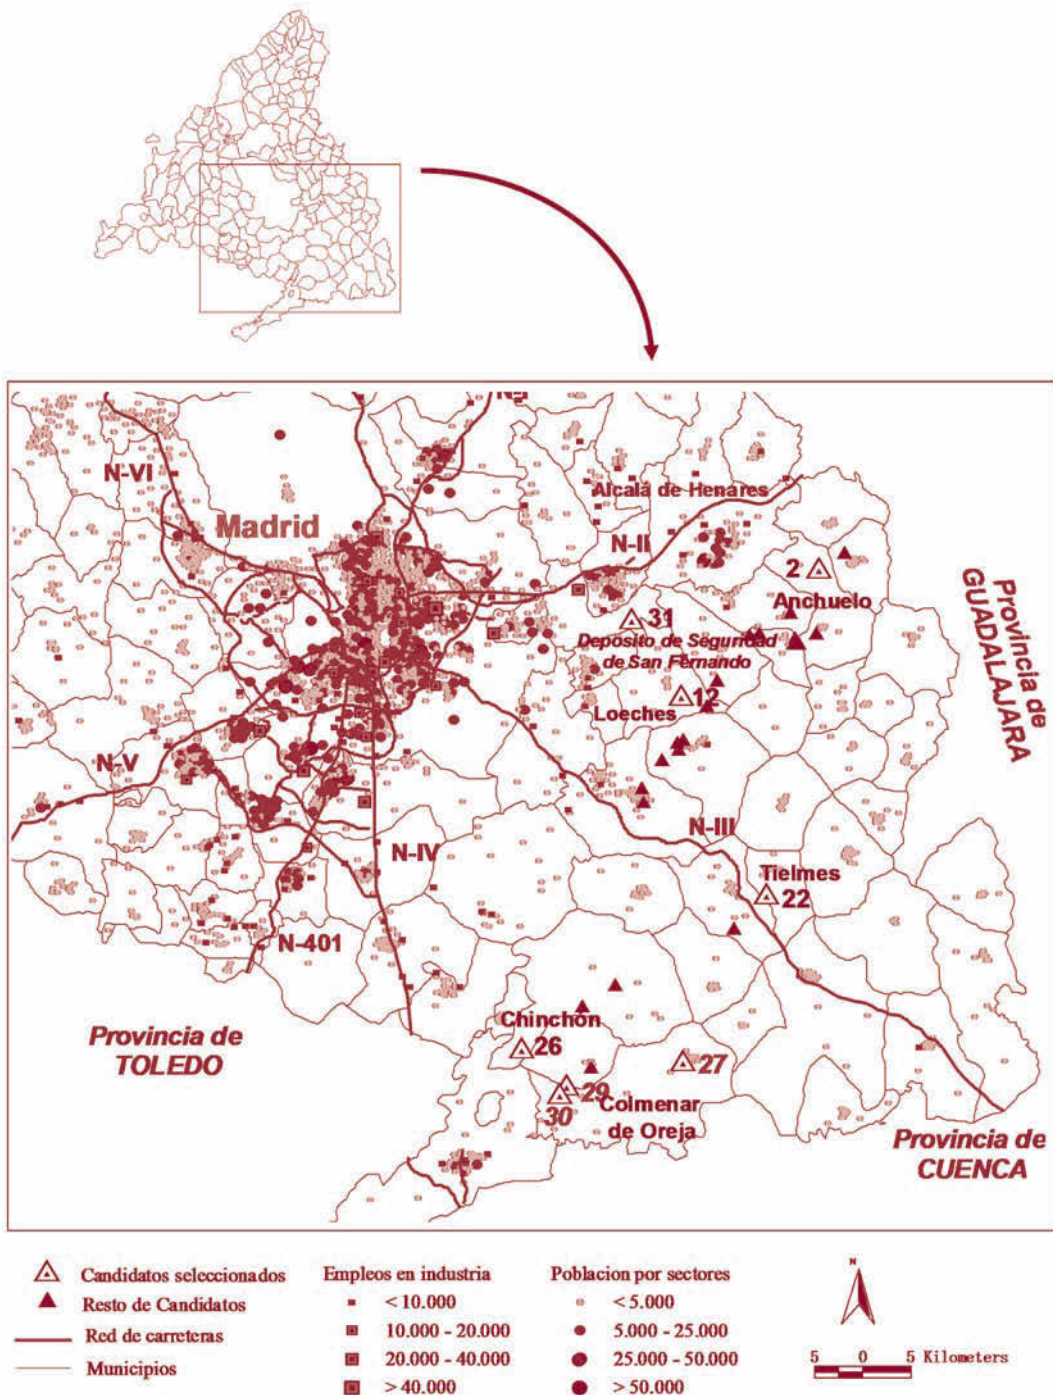 N-I
N-VI
Alcalá de Henares
Madrid
N-II
2
Anchuelo
Provincia de
GUADALAJARA
31
Deposito de Seguridad
de San Fernando
12
Loeches
N-V
N-III
N-IV
Tielmes
22
N-401
Chinchón
26
27
Provincia de
TOLEDO
29
30
Colmenar
de Oreja
Provincia de
CUENCA
Candidatos seleccionados
Resto de Candidatos
Red de carreteras
Municipios
Empleos en industria
< 10.000
10.000 - 20.000
20.000 - 40.000
> 40.000
Poblacion por sectores
< 5.000
5.000 - 25.000
25.000 - 50.000
> 50.000
N
5 0 5 Kilometers